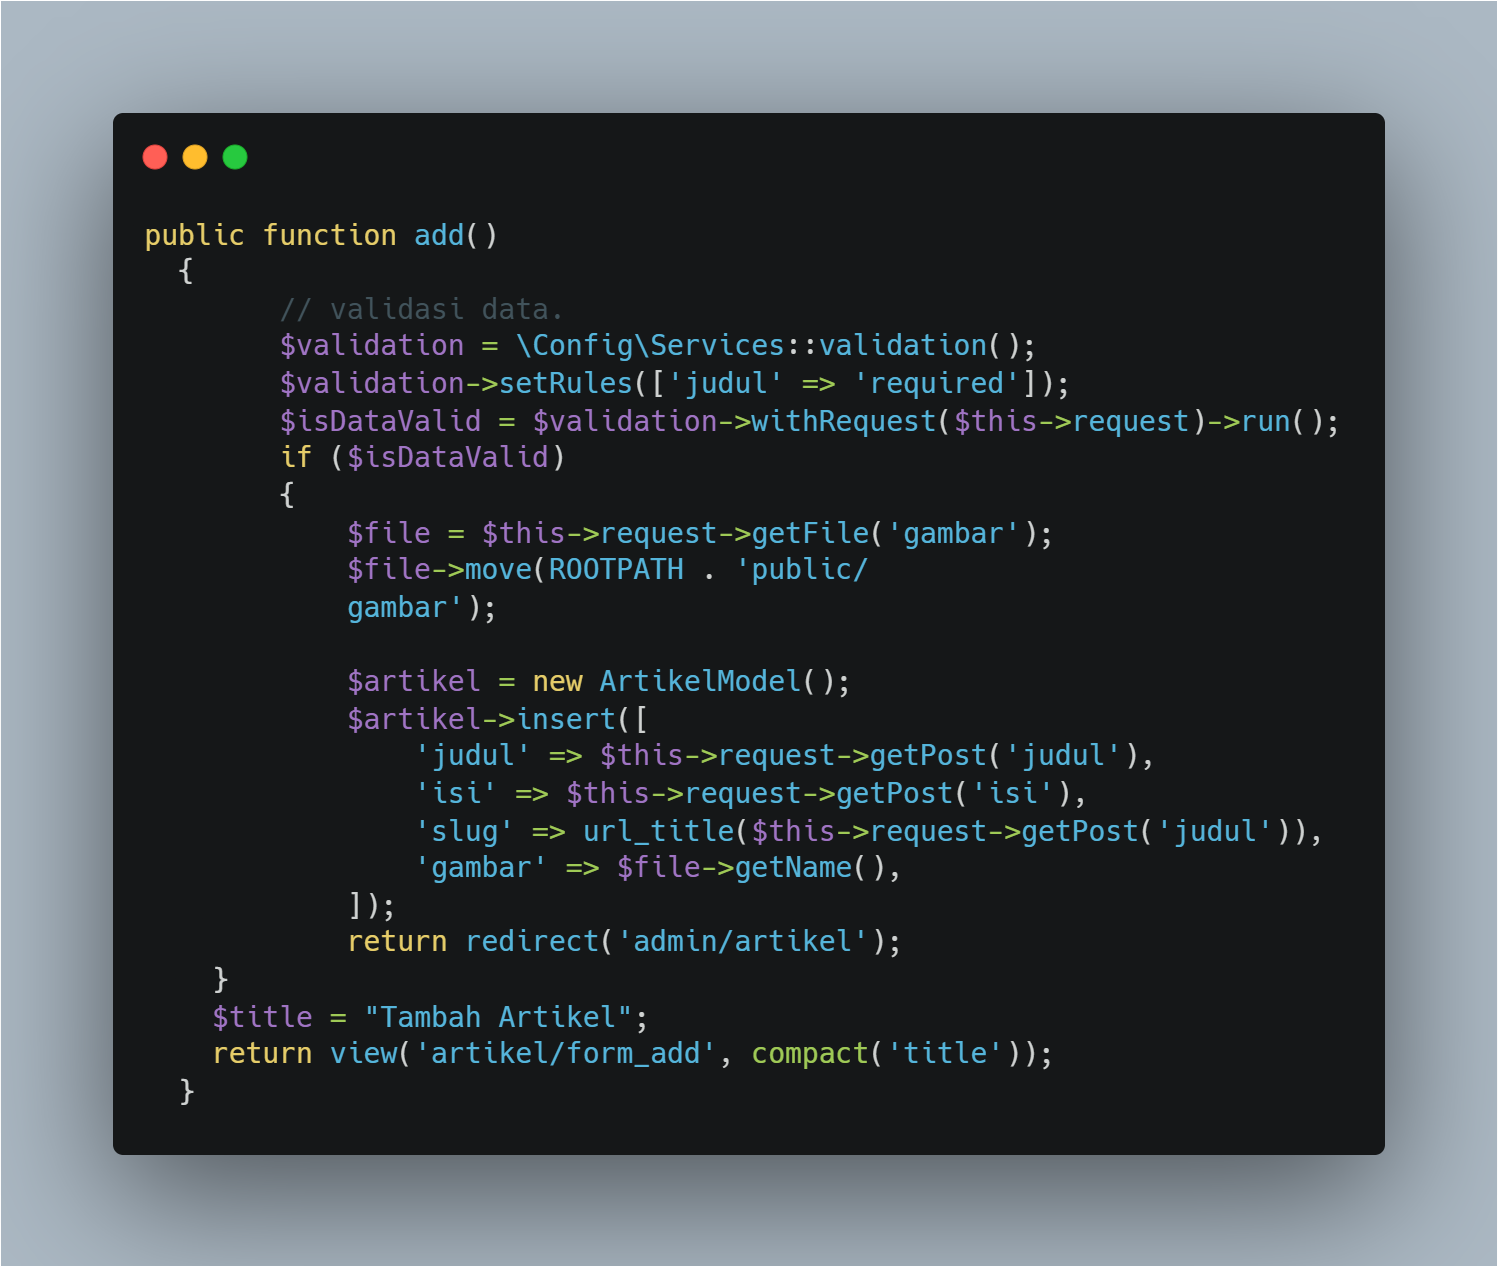 public function add()
{
// validasi data.
$validation = \Config\Services::validation();
$validation->setRules(['judul' => 'required']);
$isDataValid = $validation->withRequest($this->request)->run();
if ($isDataValid)
{
$file = $this->request->getFile('gambar');
$file->move(ROOTPATH . 'public/
gambar');
$artikel = new ArtikelModel();
$artikel->insert([
'judul' => $this->request->getPost('judul'),
'isi' => $this->request->getPost('isi'),
'slug' => url_title($this->request->getPost('judul')),
'gambar' => $file->getName(),
]);
return redirect('admin/artikel');
}
$title = "Tambah Artikel";
return view('artikel/form_add', compact('title'));
}